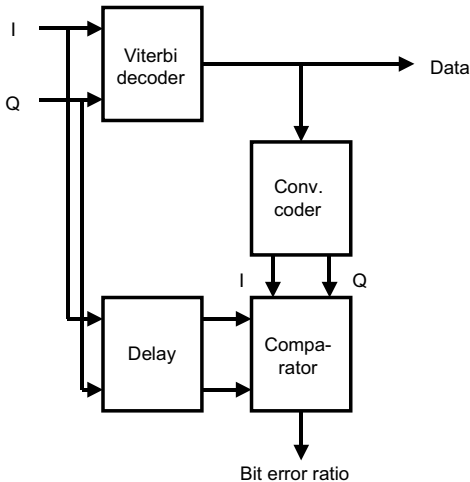 I
Viterbi
decoder
Data
Q
Conv.
coder
I
Q
Delay
Compa-
rator
Bit error ratio